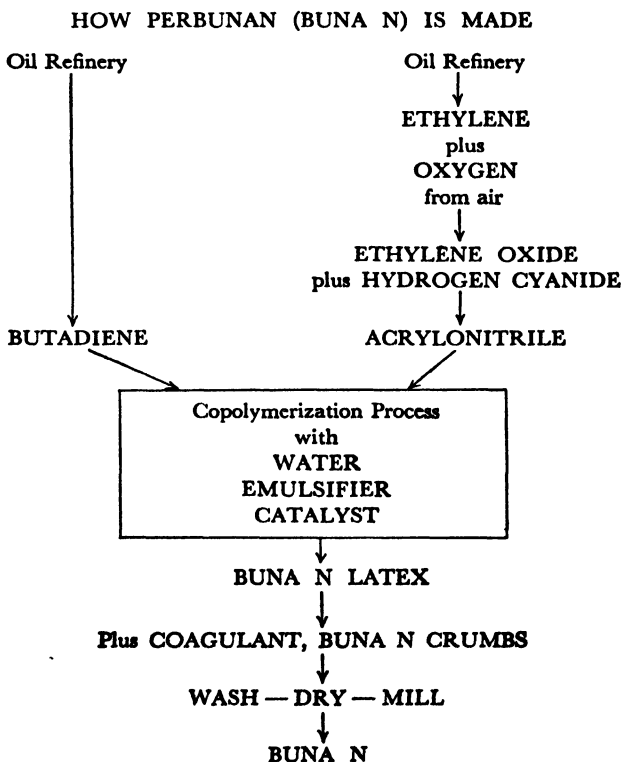 HOW PERBUNAN (BUNA N) IS MADE
Oil Refinery
Oil Refinery
ETHYLENE
plus
OXYGEN
from air
ETHYLENE OXIDE
plus HYDROGEN CYANIDE
BUTADIENE
ACRYLONITRILE
Copolymerization Process
with
WATER
EMULSIFIER
CATALYST
BUNA N LATEX
Plus COAGULANT, BUNA N CRUMBS
WASH — DRY — MILL
BUNA N